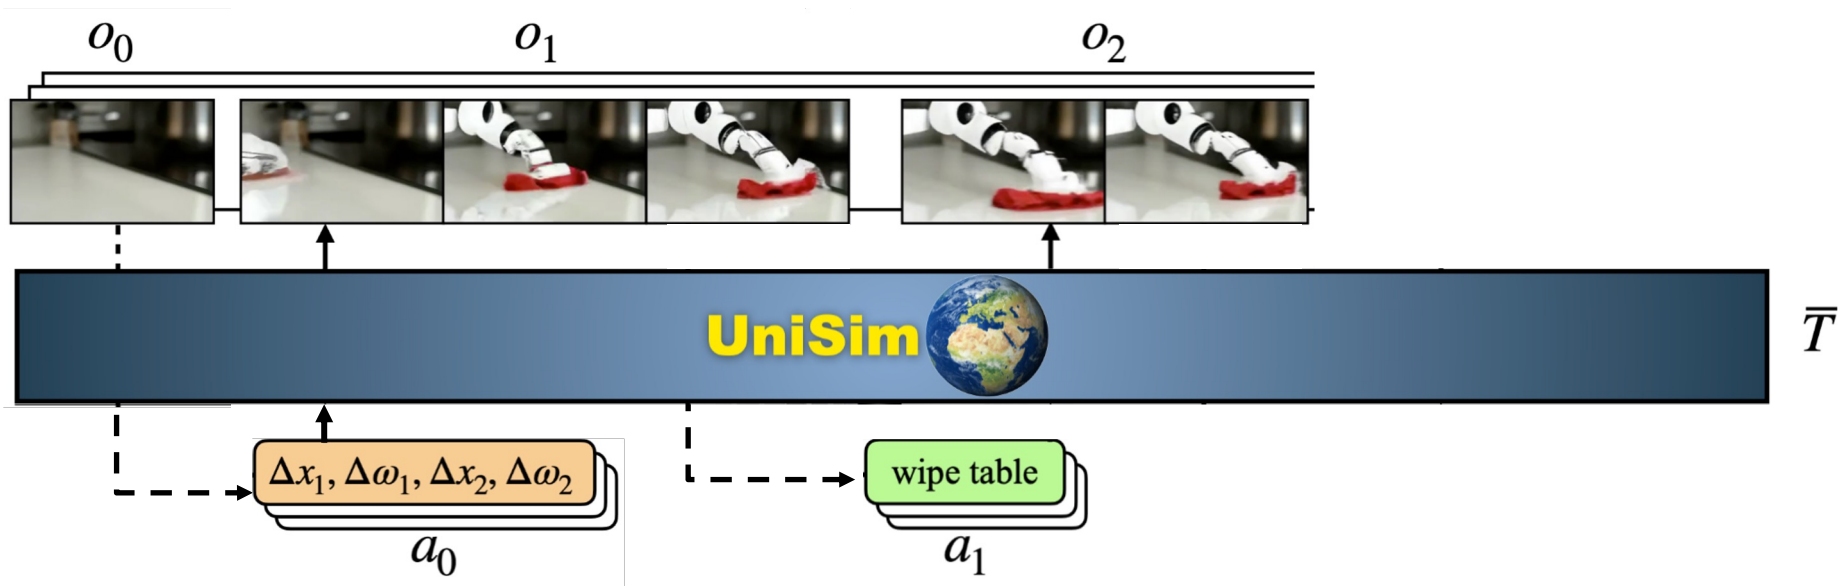 o₀ o₁ o₂
UniSim
T̅
Δx₁, Δω₁, Δx₂, Δω₂
wipe table
a₀ a₁